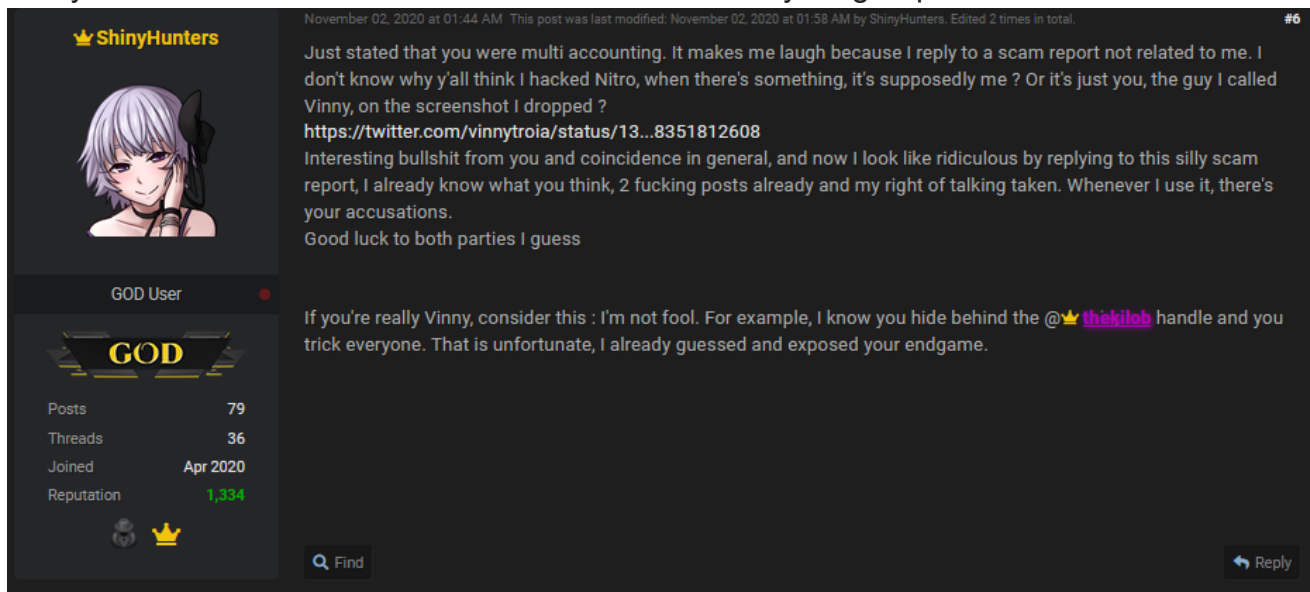 November 02, 2020 at 01:44 AM This post was last modified: November 02, 2020 at 01:58 AM by ShinyHunters. Edited 2 times in total.
#6
ShinyHunters
Just stated that you were multi accounting. It makes me laugh because I reply to a scam report not related to me. I
don't know why y'all think I hacked Nitro, when there's something, it's supposedly me ? Or it's just you, the guy I called
Vinny, on the screenshot I dropped ?
https://twitter.com/vinnytroia/status/13...8351812608
Interesting bullshit from you and coincidence in general, and now I look like ridiculous by replying to this silly scam
report, I already know what you think, 2 fucking posts already and my right of talking taken. Whenever I use it, there's
your accusations.
Good luck to both parties I guess
If you're really Vinny, consider this : I'm not fool. For example, I know you hide behind the @thekilob handle and you
trick everyone. That is unfortunate, I already guessed and exposed your endgame.
GOD User
GOD
Posts 79
Threads 36
Joined Apr 2020
Reputation 1,334
Find
Reply